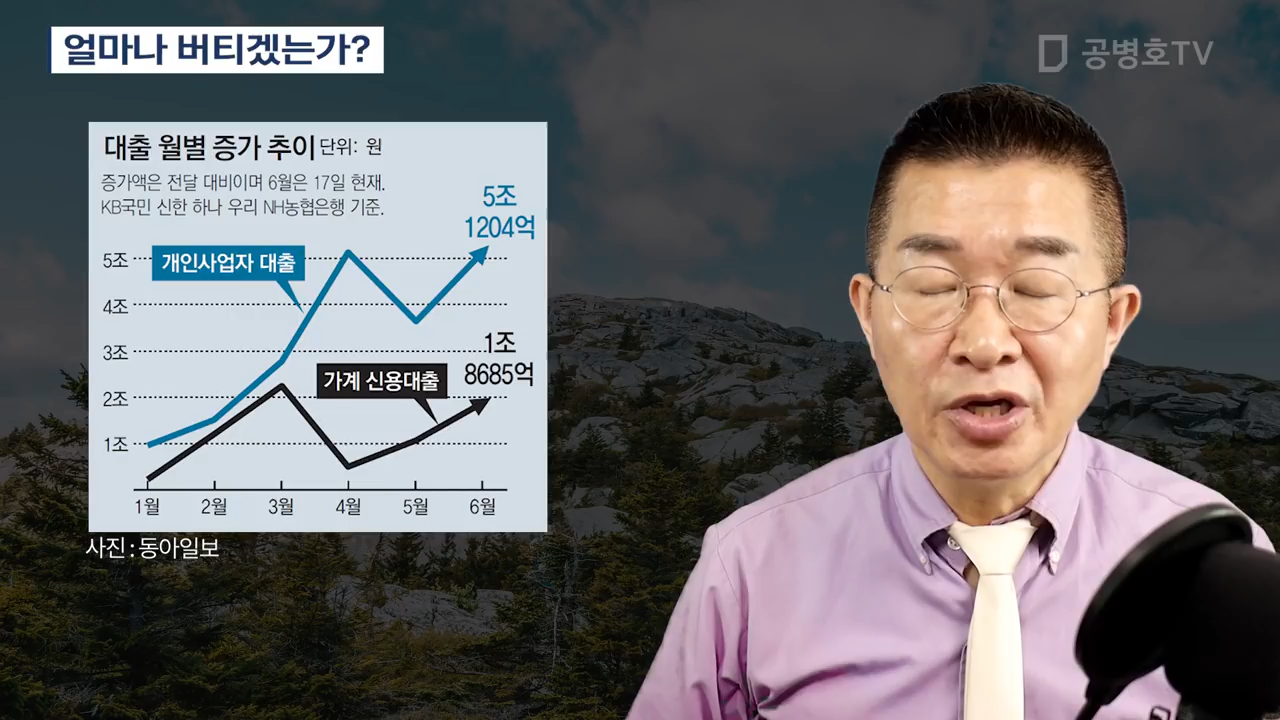 얼마나 버티겠는가?
공병호TV
대출 월별 증가 추이 단위: 원
증가액은 전달 대비이며 6월은 17일 현재.
KB국민 신한 하나 우리 NH농협은행 기준.
5조
1204억
5조
개인사업자 대출
4조
3조
1조
8685억
가계 신용대출
2조
1조
1월 2월 3월 4월 5월 6월
사진 : 동아일보